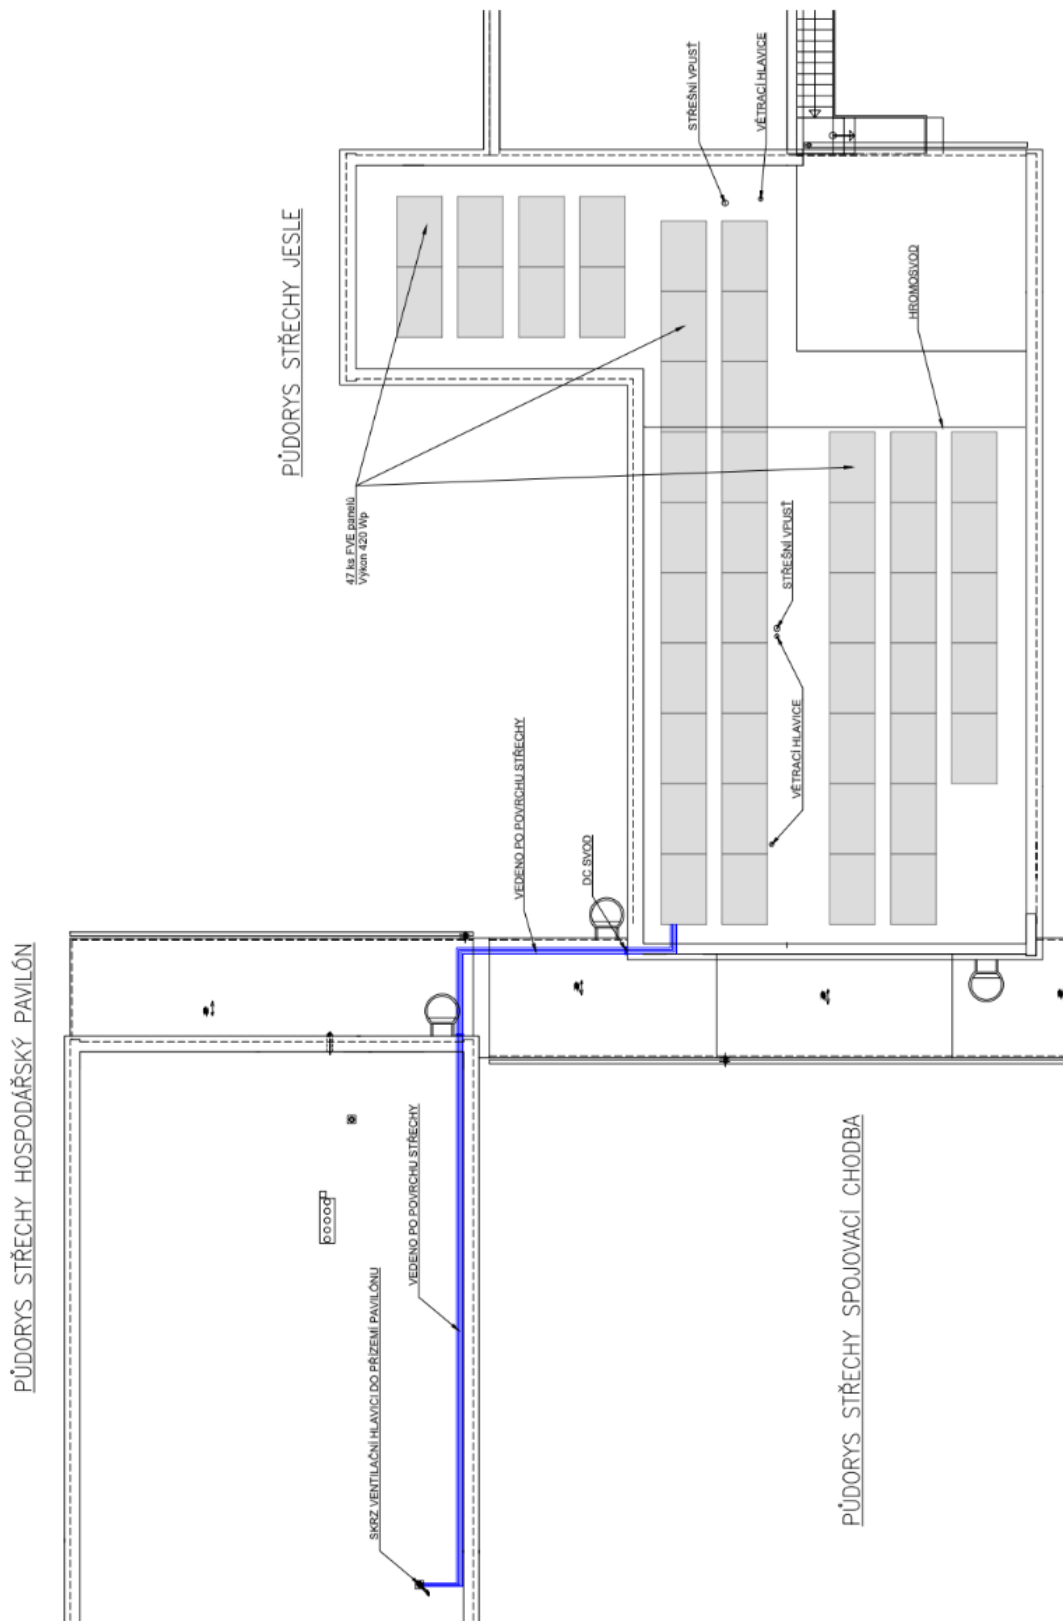 PŮDORYS STŘECHY HOSPODÁŘSKÝ PAVILÓN
PŮDORYS STŘECHY JESLE
47 ks FVE panelů
Výkon 420 Wp
STŘEŠNÍ VPUSŤ
VĚTRACÍ HLAVICE
HROMOSVOD
STŘEŠNÍ VPUSŤ
VĚTRACÍ HLAVICE
VEDENO PO POVRCHU STŘECHY
DC SVOD
VEDENO PO POVRCHU STŘECHY
SKRZ VENTILAČNÍ HLAVICI DO PŘÍZEMÍ PAVILÓNU
PŮDORYS STŘECHY SPOJOVACÍ CHODBA